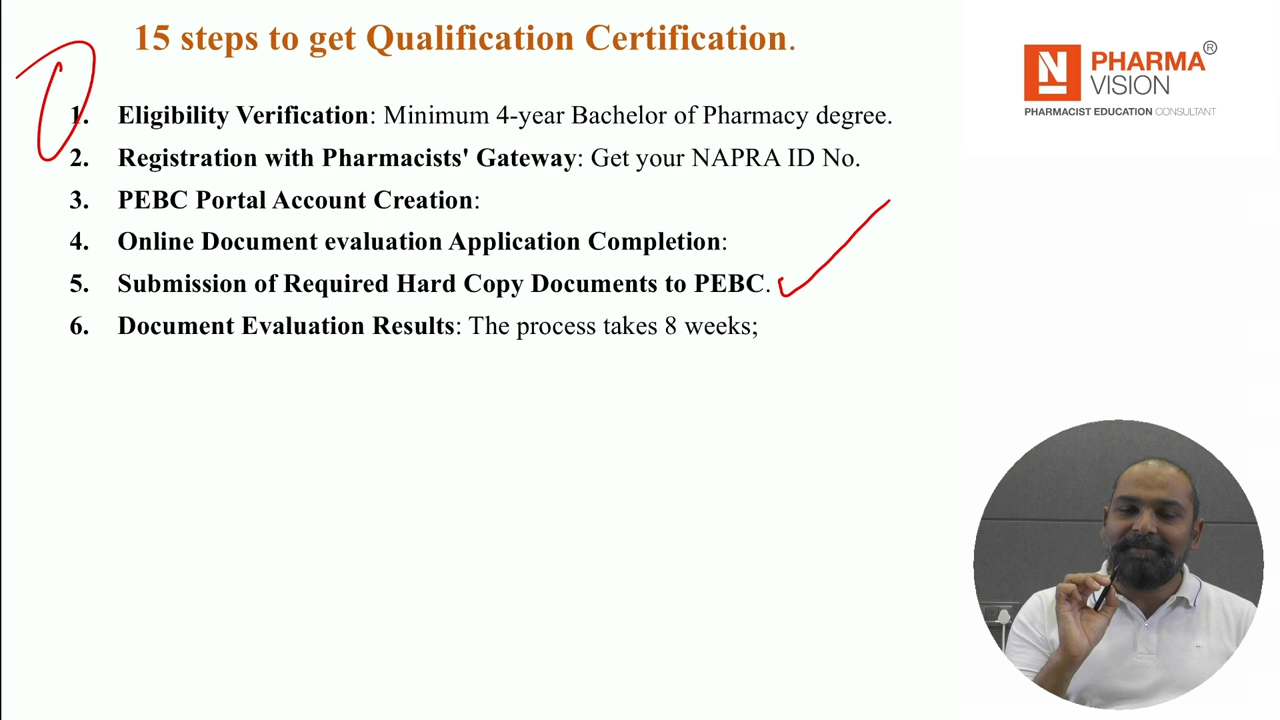 15 steps to get Qualification Certification.
1. Eligibility Verification: Minimum 4-year Bachelor of Pharmacy degree.
2. Registration with Pharmacists' Gateway: Get your NAPRA ID No.
3. PEBC Portal Account Creation:
4. Online Document evaluation Application Completion:
5. Submission of Required Hard Copy Documents to PEBC.
6. Document Evaluation Results: The process takes 8 weeks;
N PHARMA ®
VISION
PHARMACIST EDUCATION CONSULTANT